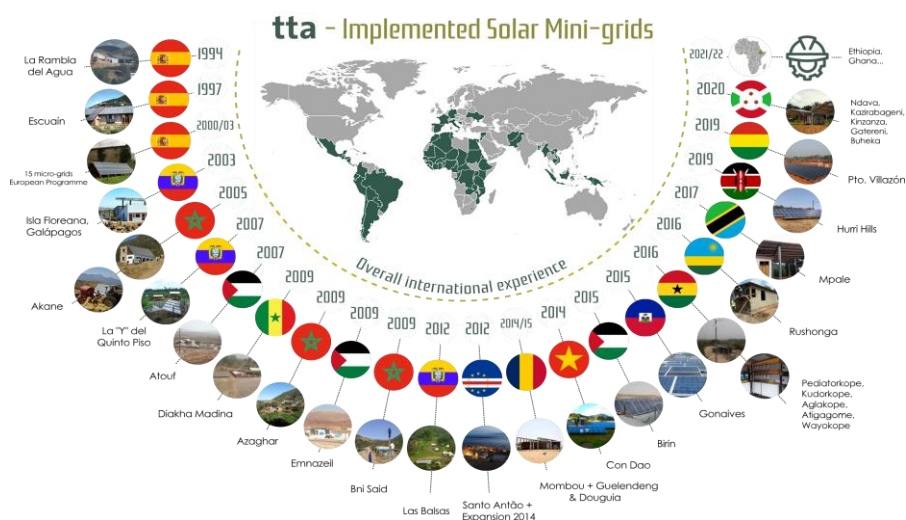 tta - Implemented Solar Mini-grids
1994
La Rambla
del Agua
1997
Escuaín
2000/03
15 micro-grids
European Programme
2003
Isla Floreana,
Galápagos
2005
Akane
2007
La "Y" del
Quinto Piso
2007
Atouf
2009
Diakha Madina
2009
Azaghar
2009
Emnazeil
2009
Bni Said
2012
Las Balsas
2012
Santo Antão +
Expansion 2014
2014/15
Mombou + Guelendeng
& Douguia
2014
Con Dao
2015
Birin
2015
Gonaives
2016
Pediatorkope,
Kudorkope,
Aglakope,
Atigagome,
Wayokope
2016
Rushonga
2017
Mpale
2019
Hurri Hills
2019
Pto. Villazón
2020
Ndava,
Kazirabageni,
Kinzanza,
Gatereni,
Buheka
2021/22
Ethiopia,
Ghana...
Overall international experience